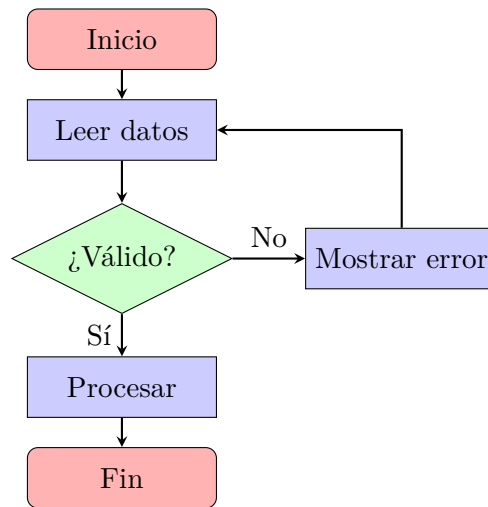 Inicio
Leer datos
¿Válido?
No
Mostrar error
Sí
Procesar
Fin